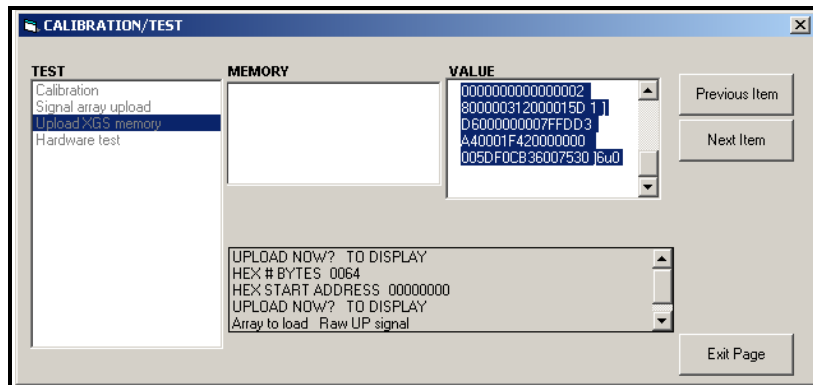 CALIBRATION/TEST
TEST
Calibration
Signal array upload
Upload XGS memory
Hardware test
MEMORY
VALUE
0000000000000002
800000312000015D 1 ]
D6000000007FFDD3
A40001F420000000
005DF0CB36007530 ]6u0
Previous Item
Next Item
UPLOAD NOW? TO DISPLAY
HEX # BYTES 0064
HEX START ADDRESS 00000000
UPLOAD NOW? TO DISPLAY
Array to load Raw UP signal
Exit Page